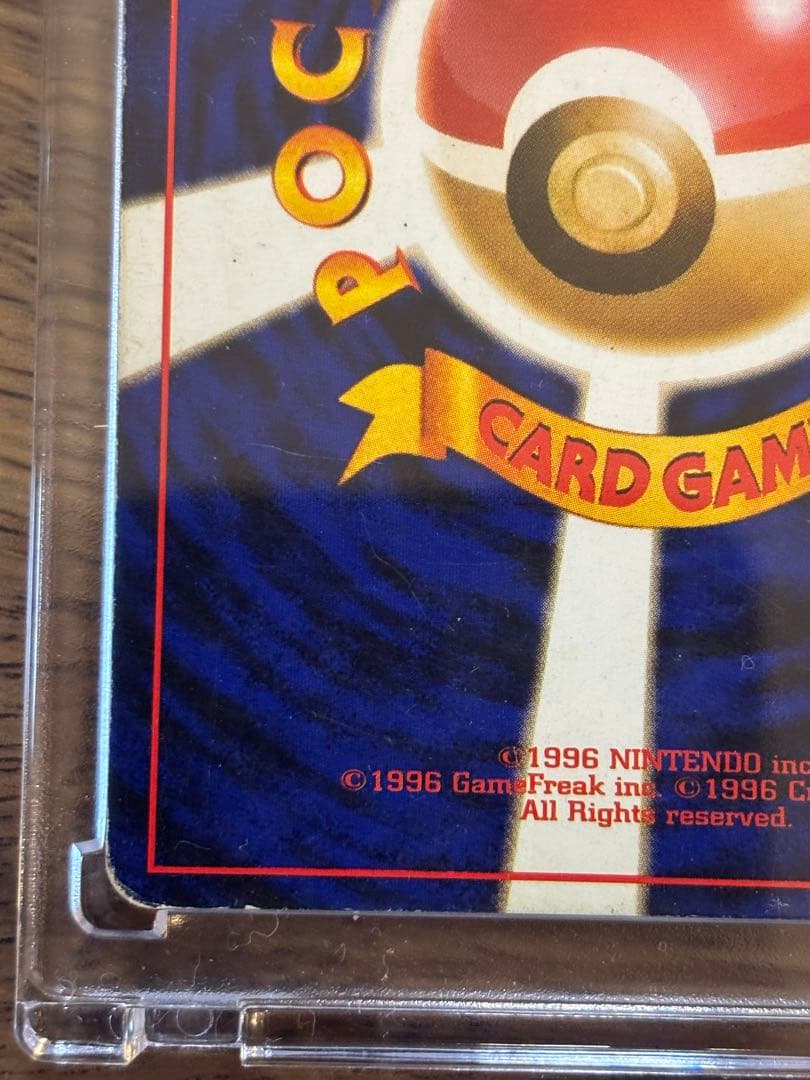 POC
CARD GAM
©1996 NINTENDO inc
©1996 GameFreak inc. ©1996 C
All Rights reserved.